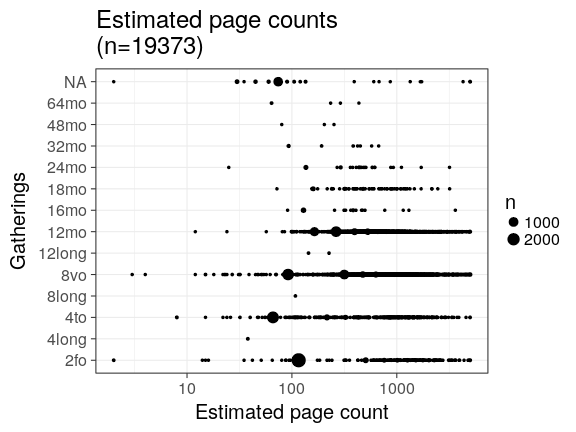 Estimated page counts
(n=19373)
NA
64mo
48mo
32mo
24mo
18mo
16mo
12mo
12long
8vo
8long
4to
4long
2fo
Gatherings
10 100 1000
Estimated page count
n
1000
2000